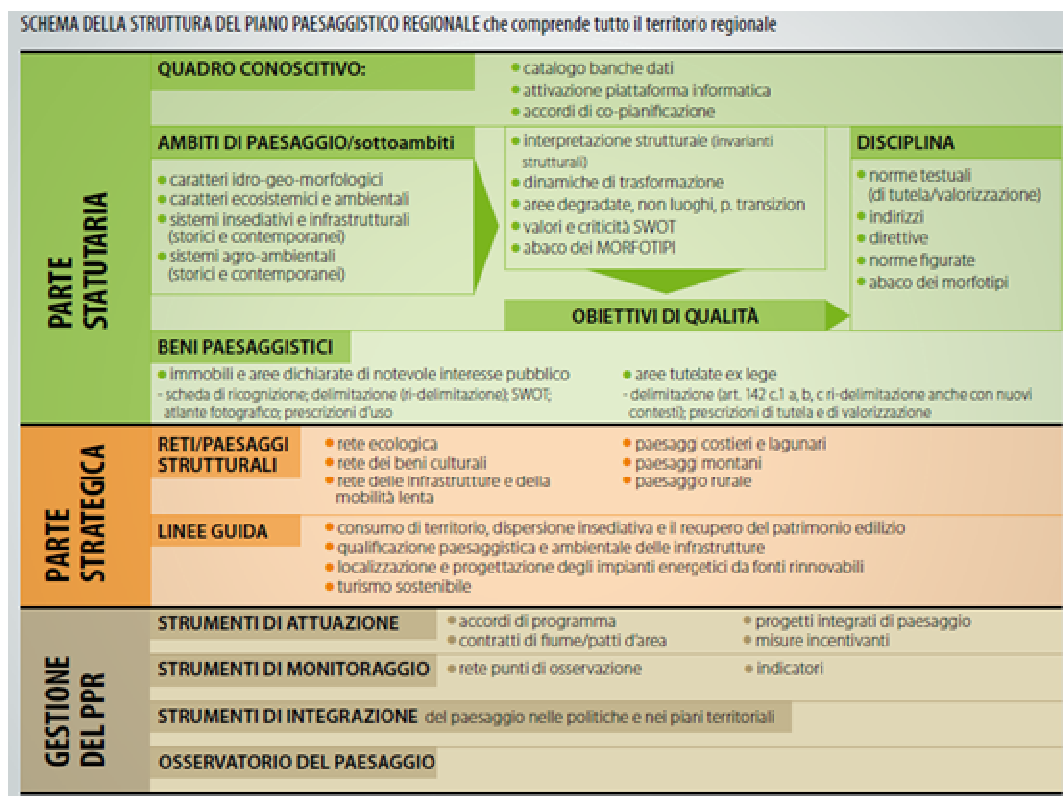 SCHEMA DELLA STRUTTURA DEL PIANO PAESAGGISTICO REGIONALE che comprende tutto il territorio regionale
PARTE
STATUTARIA
QUADRO CONOSCITIVO:
• catalogo banche dati
• attivazione piattaforma informatica
• accordi di co-pianificazione
AMBITI DI PAESAGGIO/sottoambiti
• caratteri idro-geo-morfologici
• caratteri ecosistemici e ambientali
• sistemi insediativi e infrastrutturali
(storici e contemporanei)
• sistemi agro-ambientali
(storici e contemporanei)
• interpretazione strutturale (invarianti
strutturali)
• dinamiche di trasformazione
• aree degradate, non luoghi, p. transizion
• valori e criticità SWOT
• abaco dei MORFOTIPI
OBIETTIVI DI QUALITÀ
DISCIPLINA
• norme testuali
(di tutela/valorizzazione)
• indirizzi
• direttive
• norme figurate
• abaco dei morfotipi
BENI PAESAGGISTICI
• immobili e aree dichiarate di notevole interesse pubblico
- scheda di ricognizione; delimitazione (ri-delimitazione); SWOT;
atlante fotografico; prescrizioni d'uso
• aree tutelate ex lege
- delimitazione (art. 142 c.1 a, b, c ri-delimitazione anche con nuovi
contesti); prescrizioni di tutela e di valorizzazione
PARTE
STRATEGICA
RETI/PAESAGGI
STRUTTURALI
• rete ecologica
• rete dei beni culturali
• rete delle infrastrutture e della
mobilità lenta
• paesaggi costieri e lagunari
• paesaggi montani
• paesaggio rurale
LINEE GUIDA
• consumo di territorio, dispersione insediativa e il recupero del patrimonio edilizio
• qualificazione paesaggistica e ambientale delle infrastrutture
• localizzazione e progettazione degli impianti energetici da fonti rinnovabili
• turismo sostenibile
GESTIONE
DEL PPR
STRUMENTI DI ATTUAZIONE
• accordi di programma
• contratti di fiume/patti d'area
• progetti integrati di paesaggio
• misure incentivanti
STRUMENTI DI MONITORAGGIO
• rete punti di osservazione
• indicatori
STRUMENTI DI INTEGRAZIONE del paesaggio nelle politiche e nei piani territoriali
OSSERVATORIO DEL PAESAGGIO